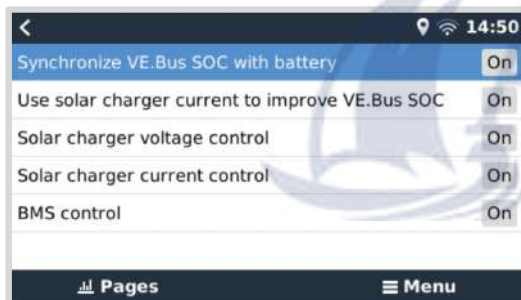 14:50
Synchronize VE.Bus SOC with battery On
Use solar charger current to improve VE.Bus SOC On
Solar charger voltage control On
Solar charger current control On
BMS control On
Pages Menu